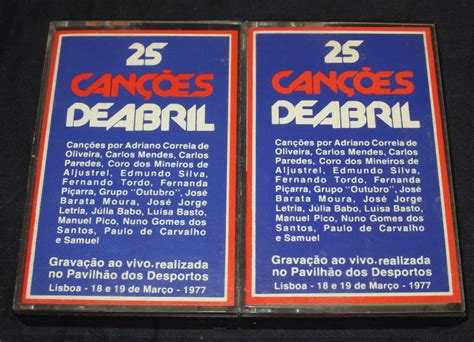 25
CANÇÕES
DEABRIL
Canções por Adriano Correia de
Oliveira, Carlos Mendes, Carlos
Paredes, Coro dos Mineiros de
Aljustrel, Edmundo Silva,
Fernando Tordo, Fernanda
Piçarra, Grupo "Outubro", José
Barata Moura, José Jorge
Letria, Júlia Babo, Luisa Basto,
Manuel Pico, Nuno Gomes dos
Santos, Paulo de Carvalho
e Samuel
Gravação ao vivo.realizada
no Pavilhão dos Desportos
Lisboa - 18 e 19 de Março - 1977
25
CANÇÕES
DEABRIL
Canções por Adriano Correia de
Oliveira, Carlos Mendes, Carlos
Paredes, Coro dos Mineiros de
Aljustrel, Edmundo Silva,
Fernando Tordo, Fernanda
Piçarra, Grupo "Outubro", José
Barata Moura, José Jorge
Letria, Júlia Babo, Luisa Basto,
Manuel Pico, Nuno Gomes dos
Santos, Paulo de Carvalho
e Samuel
Gravação ao vivo.realizada
no Pavilhão dos Desportos
Lisboa - 18 e 19 de Março - 1977